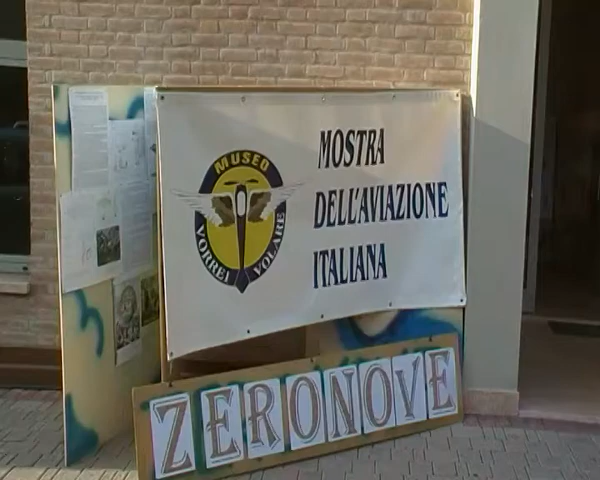 MUSEO
VORREI VOLARE
MOSTRA
DELL'AVIAZIONE
ITALIANA
ZERONOVE